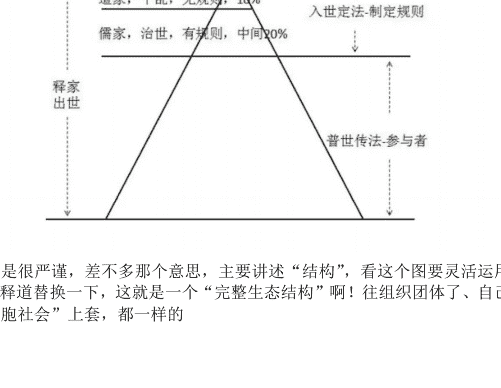 道家，平乱，无规则，10%
入世定法-制定规则
儒家，治世，有规则，中间20%
释家
出世
普世传法-参与者
是很严谨，差不多那个意思，主要讲述“结构”，看这个图要灵活运用
释道替换一下，这就是一个“完整生态结构”啊！往组织团体了、自己
胞社会”上套，都一样的